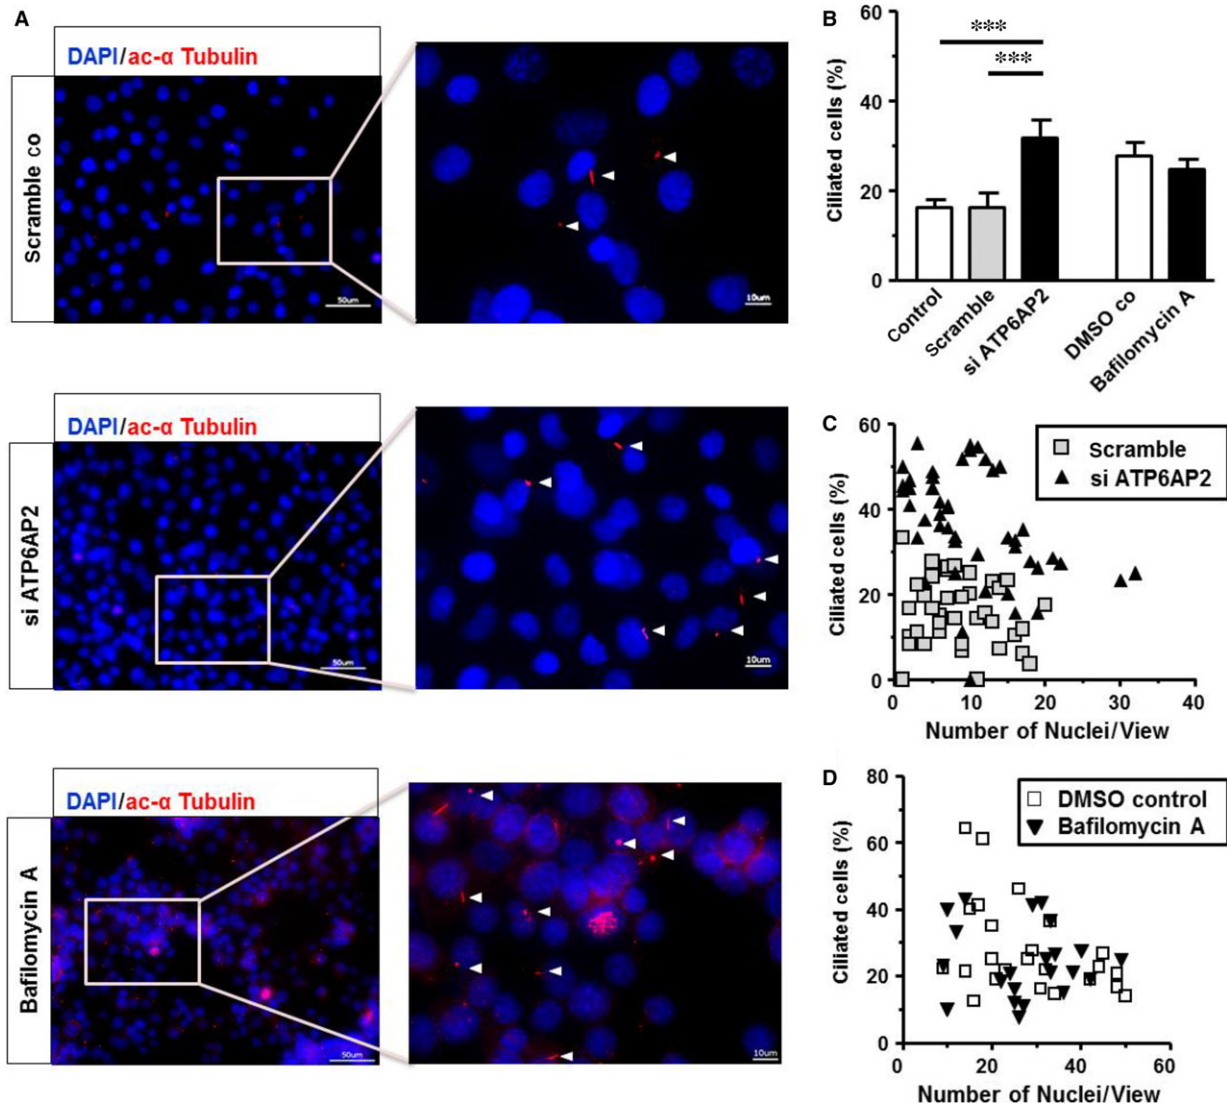 A
DAPI/ac-α Tubulin
Scramble co
50um
10um
DAPI/ac-α Tubulin
si ATP6AP2
50um
10um
DAPI/ac-α Tubulin
Bafilomycin A
50um
10um
B
60
40
20
0
Ciliated cells (%)
***
***
Control
Scramble
si ATP6AP2
DMSO co
Bafilomycin A
C
60
40
20
0
Ciliated cells (%)
Scramble
si ATP6AP2
0 10 20 30 40
Number of Nuclei/View
D
80
60
40
20
0
Ciliated cells (%)
DMSO control
Bafilomycin A
0 20 40 60
Number of Nuclei/View